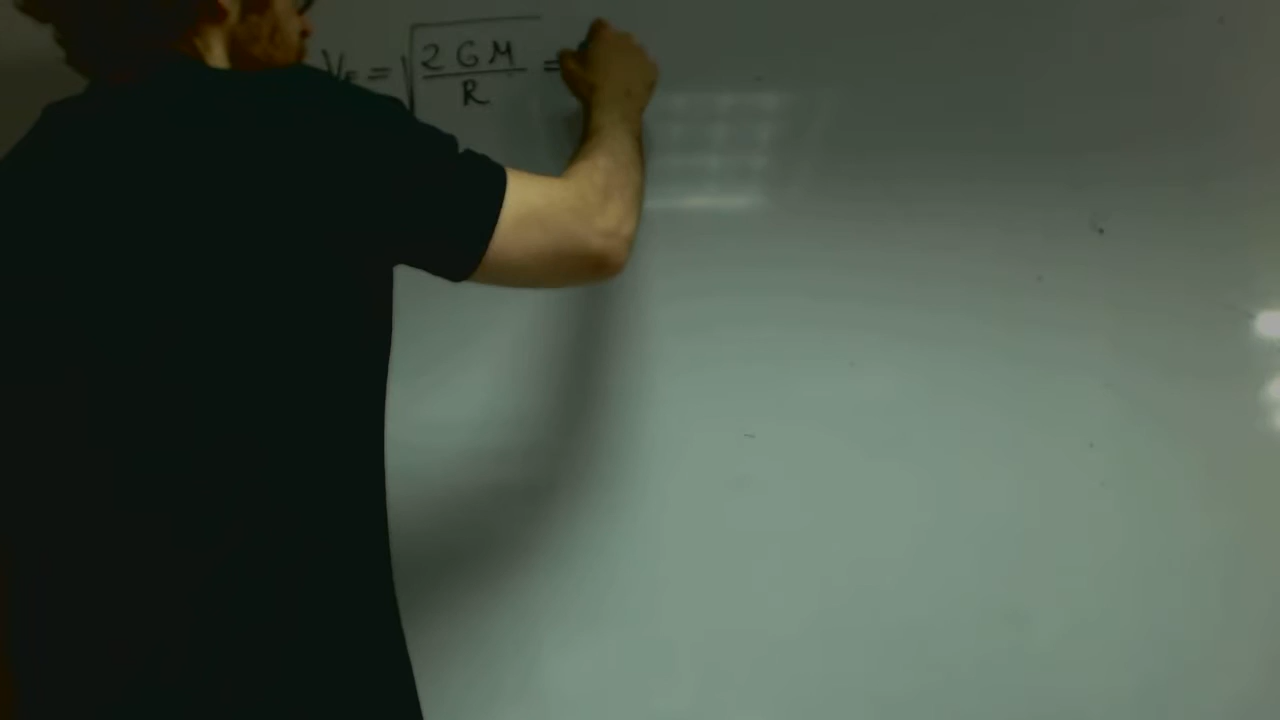 V_E = √(2GM/R) =